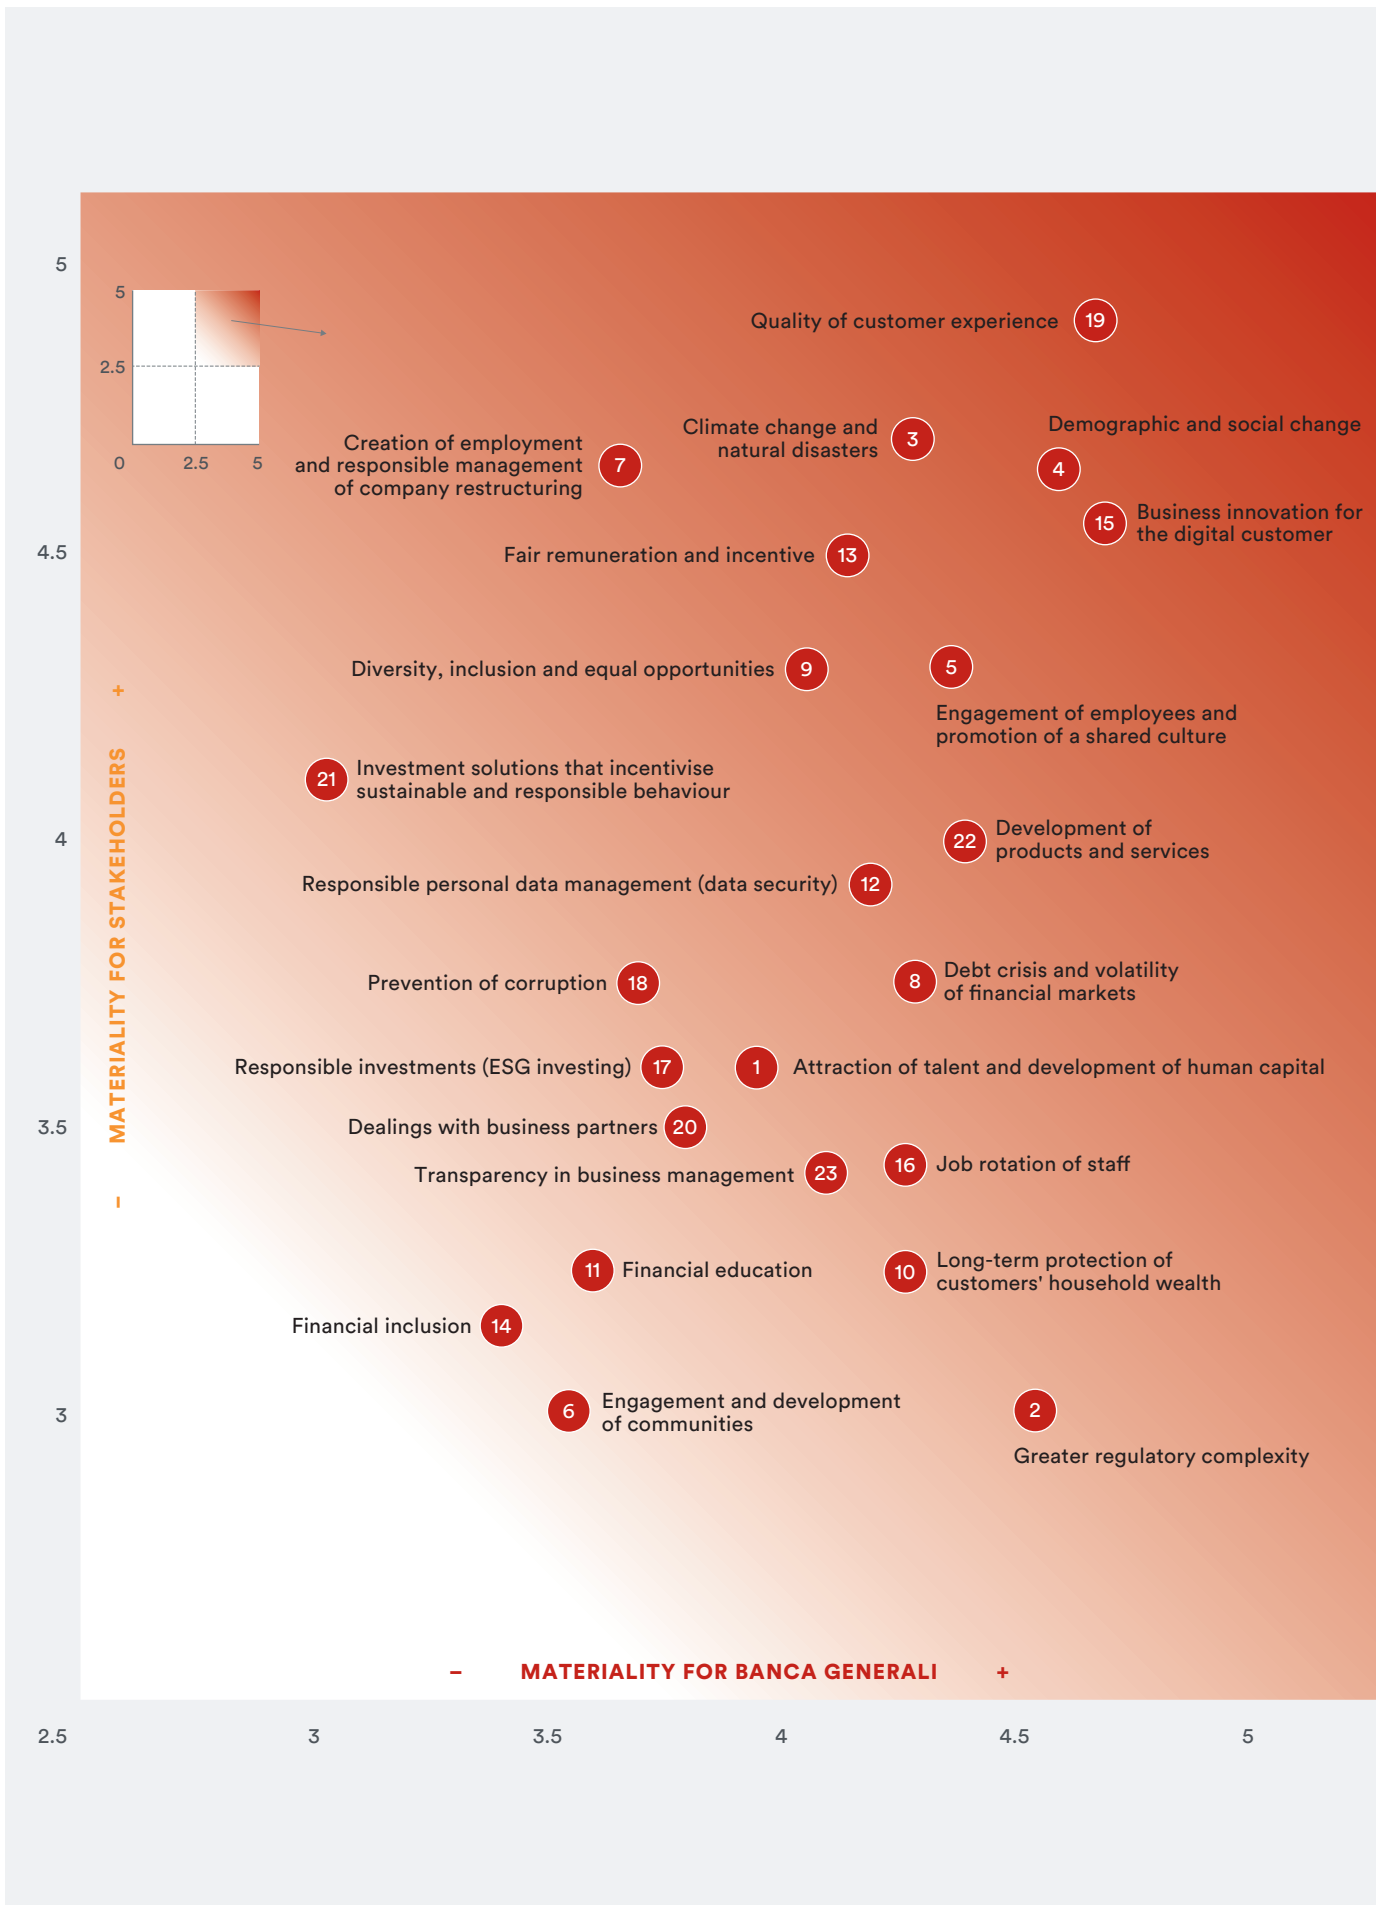 5
5
2.5
0
2.5
5
Quality of customer experience
19
Demographic and social change
4
Climate change and
natural disasters
3
Creation of employment
and responsible management
of company restructuring
7
15
Business innovation for
the digital customer
4.5
Fair remuneration and incentive
13
Diversity, inclusion and equal opportunities
9
5
Engagement of employees and
promotion of a shared culture
+
MATERIALITY FOR STAKEHOLDERS
–
21
Investment solutions that incentivise
sustainable and responsible behaviour
4
22
Development of
products and services
Responsible personal data management (data security)
12
Prevention of corruption
18
8
Debt crisis and volatility
of financial markets
Responsible investments (ESG investing)
17
1
Attraction of talent and development of human capital
3.5
Dealings with business partners
20
Transparency in business management
23
16
Job rotation of staff
11
Financial education
10
Long-term protection of
customers' household wealth
Financial inclusion
14
3
6
Engagement and development
of communities
2
Greater regulatory complexity
– MATERIALITY FOR BANCA GENERALI +
2.5
3
3.5
4
4.5
5